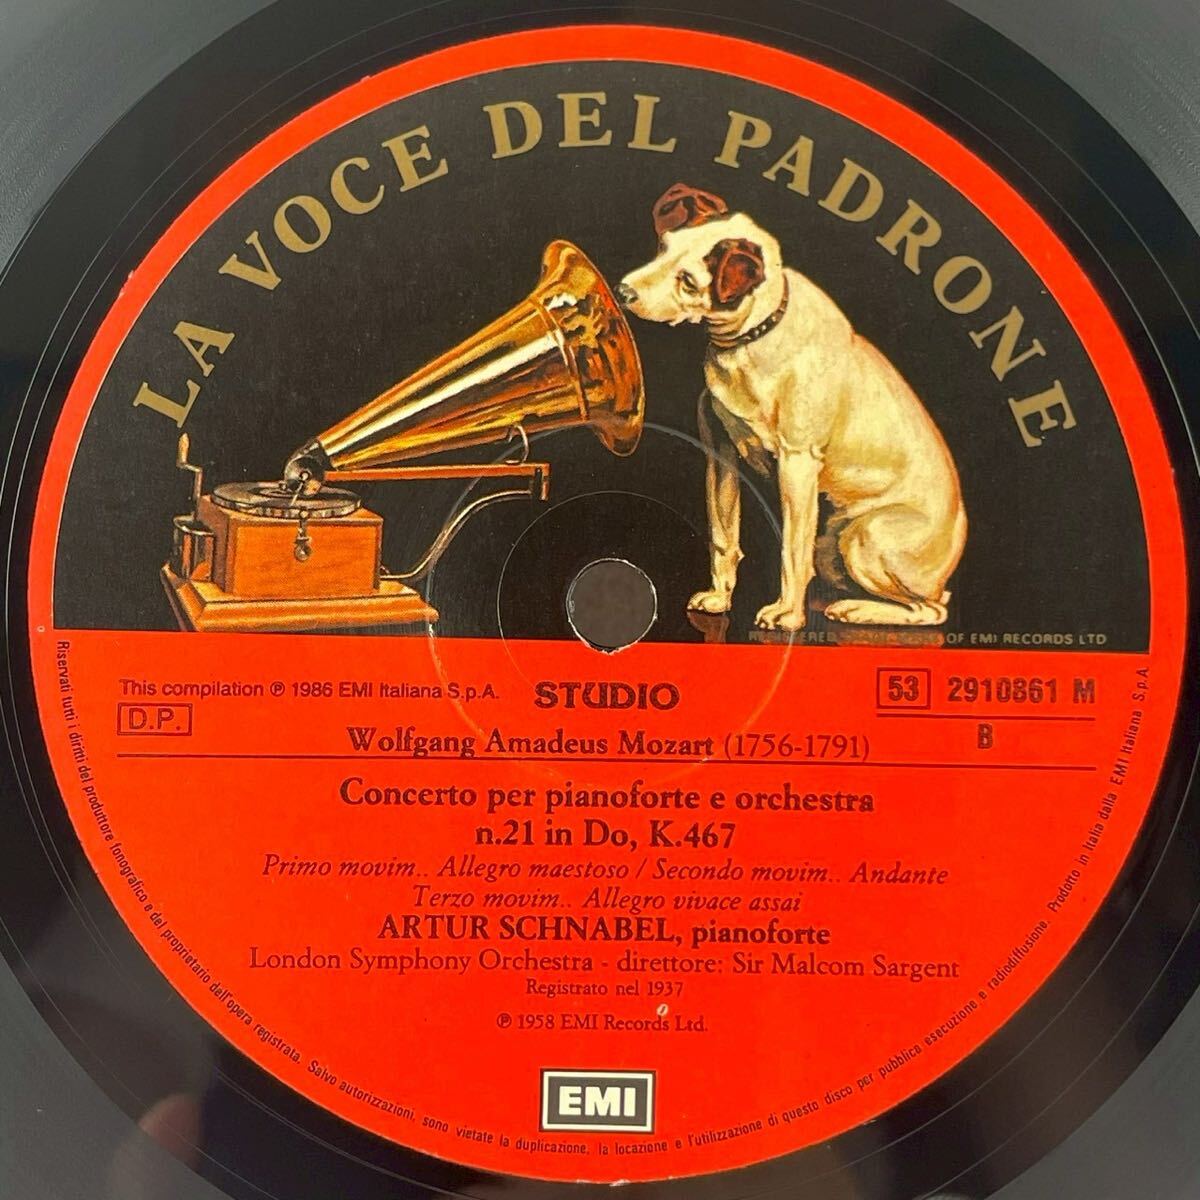 LA VOCE DEL PADRONE
REGISTERED TRADE MARK OF EMI RECORDS LTD
This compilation ℗ 1986 EMI Italiana S.p.A.
STUDIO
53 2910861 M
D.P.
B
Wolfgang Amadeus Mozart (1756-1791)
Concerto per pianoforte e orchestra
n.21 in Do, K.467
Primo movim.. Allegro maestoso / Secondo movim.. Andante
Terzo movim.. Allegro vivace assai
ARTUR SCHNABEL, pianoforte
London Symphony Orchestra - direttore: Sir Malcom Sargent
Registrato nel 1937
℗ 1958 EMI Records Ltd.
EMI
Riservati tutti i diritti del produttore fonografico e del proprietario dell'opera registrata. Salvo autorizzazioni, sono vietate la duplicazione, la locazione e l'utilizzazione di questo disco per pubblica esecuzione e radiodiffusione. Prodotto in Italia dalla EMI Italiana S.p.A.